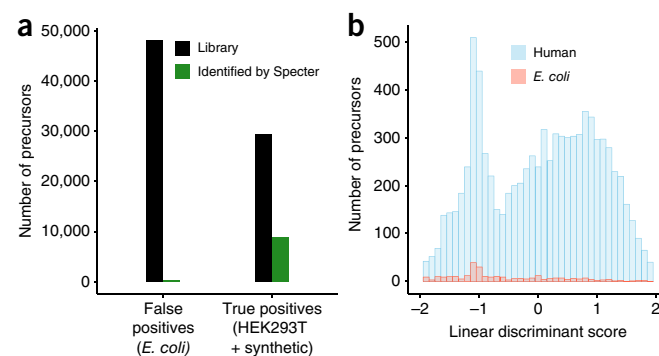 a
50,000
40,000
30,000
20,000
10,000
0
Number of precursors
Library
Identified by Specter
False
positives
(E. coli)
True positives
(HEK293T
+ synthetic)
b
500
400
300
200
100
0
Number of precursors
Human
E. coli
−2
−1
0
1
2
Linear discriminant score